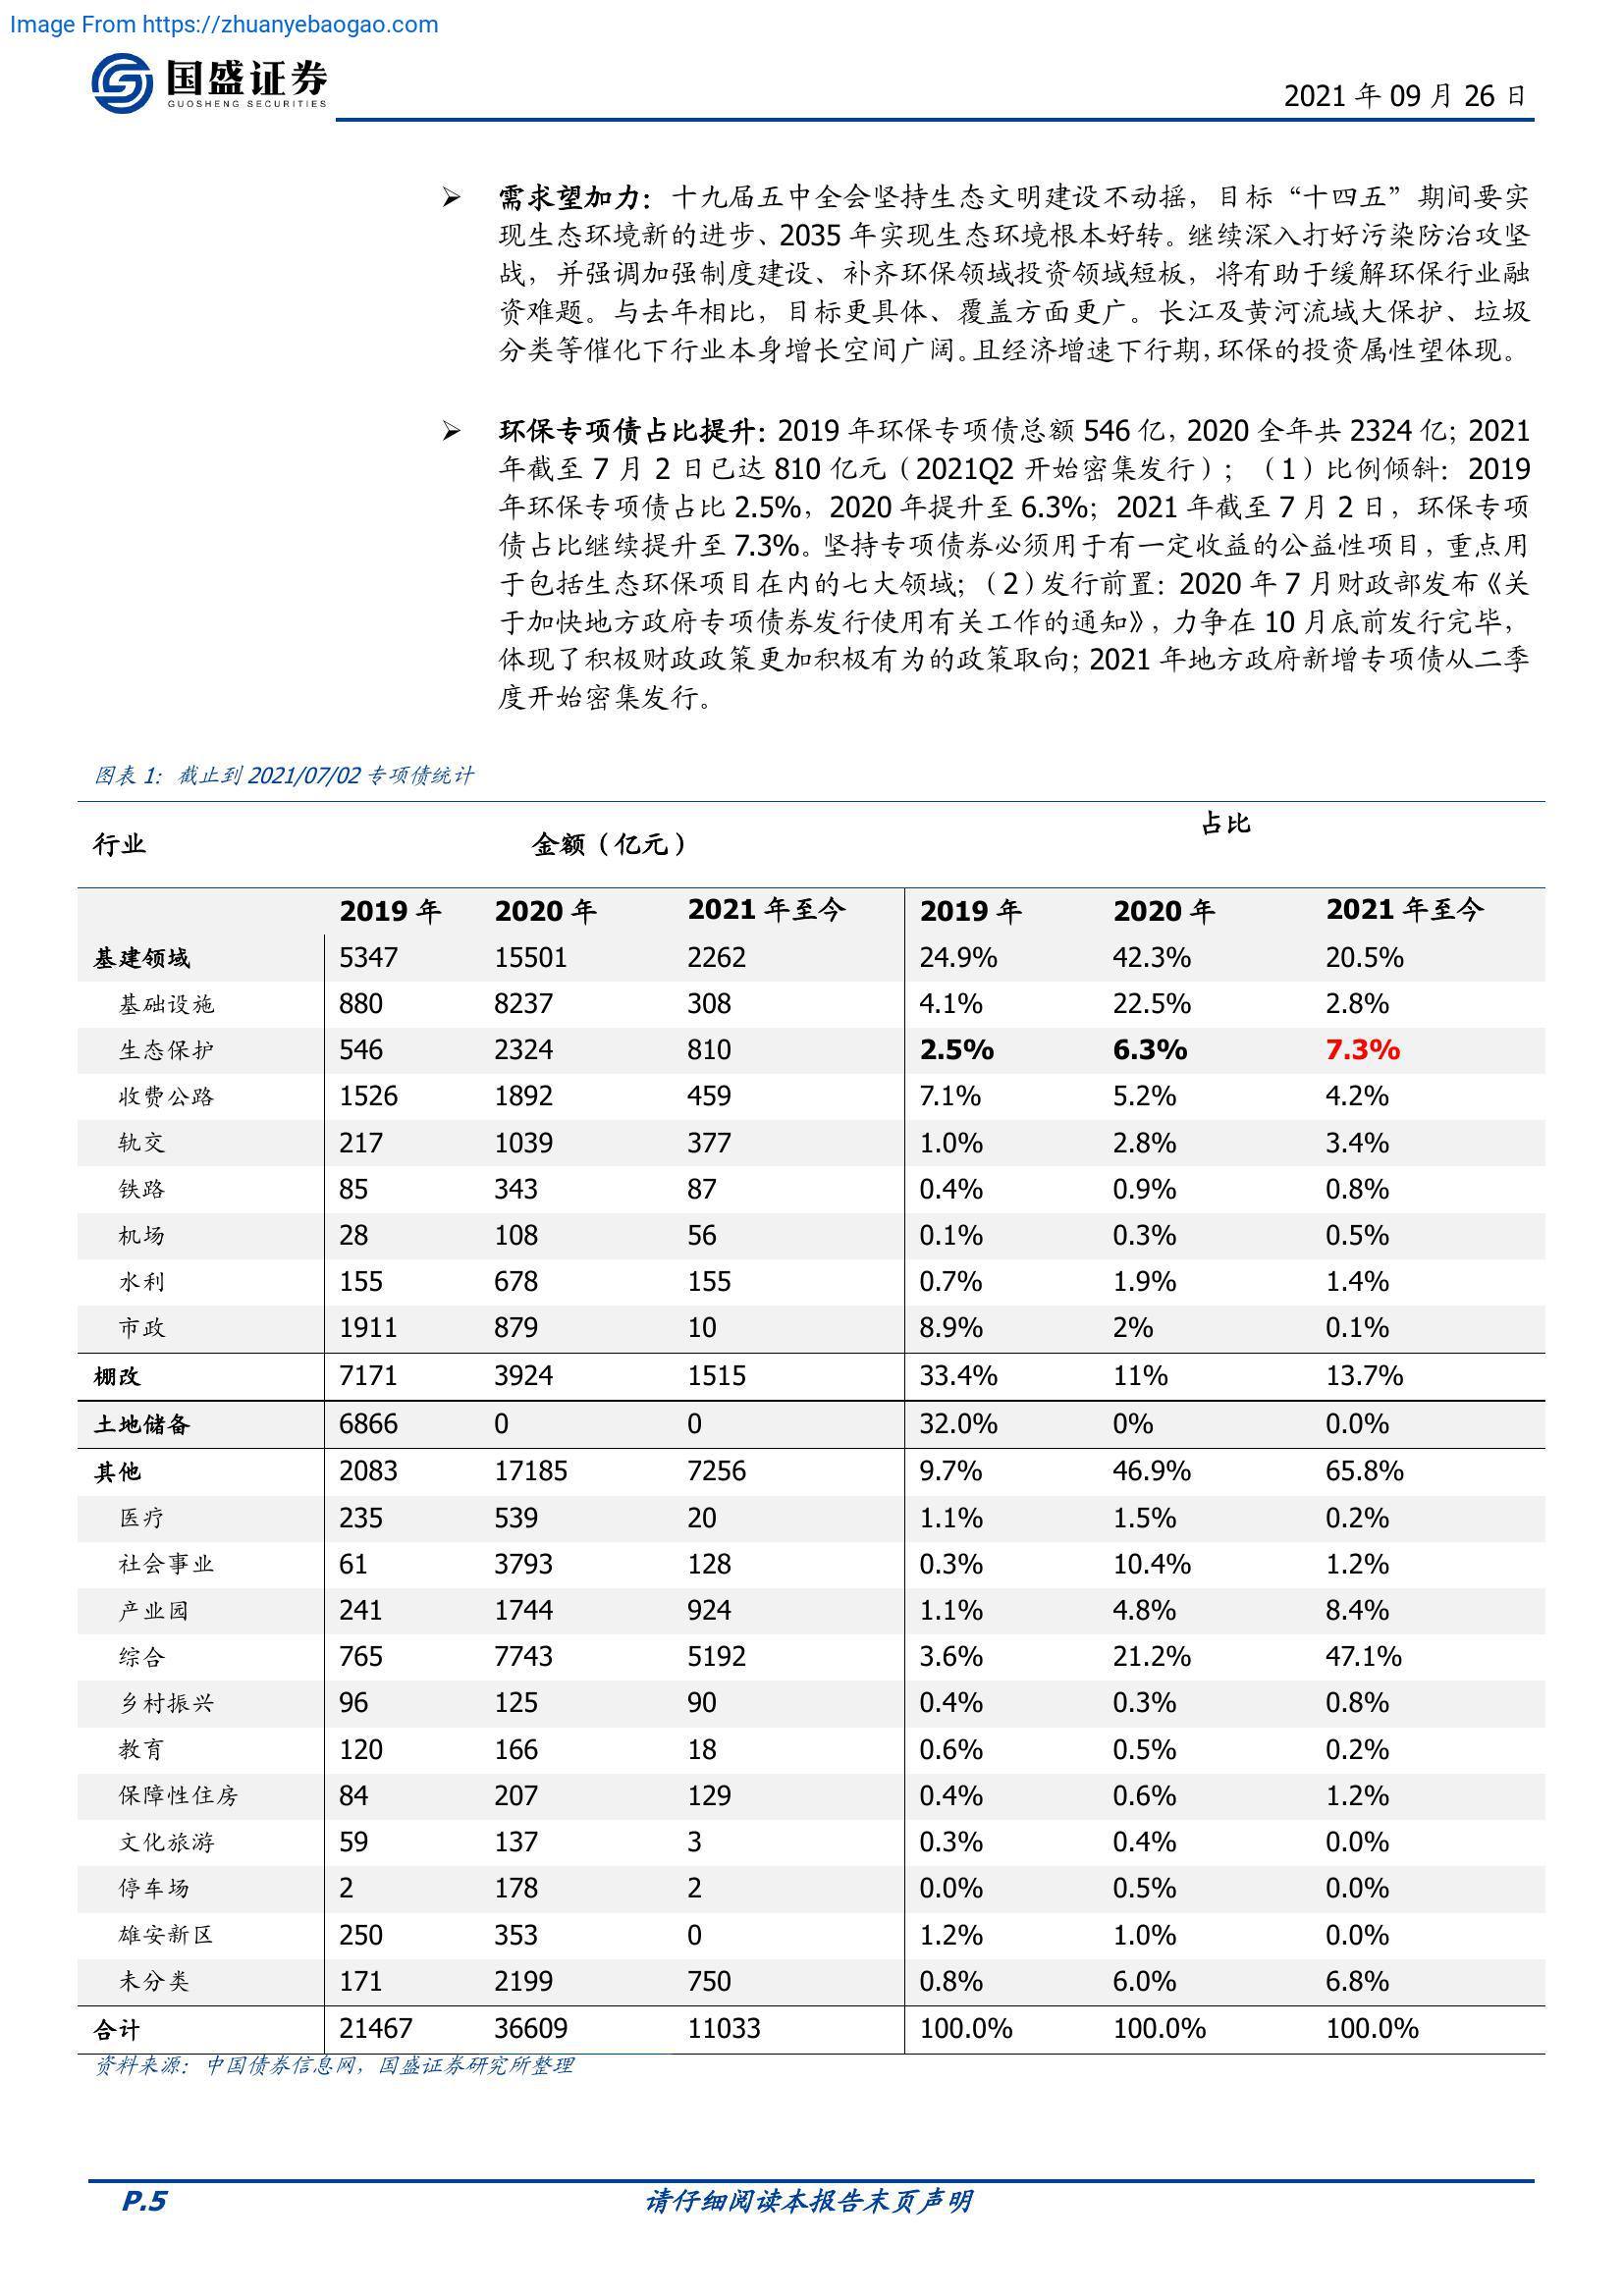 Image From https://zhuanyebaogao.com
国盛证券
GUOSHENG SECURITIES
2021 年 09 月 26 日
➢ 需求望加力：十九届五中全会坚持生态文明建设不动摇，目标“十四五”期间要实
现生态环境新的进步、2035 年实现生态环境根本好转。继续深入打好污染防治攻坚
战，并强调加强制度建设、补齐环保领域投资领域短板，将有助于缓解环保行业融
资难题。与去年相比，目标更具体、覆盖方面更广。长江及黄河流域大保护、垃圾
分类等催化下行业本身增长空间广阔。且经济增速下行期，环保的投资属性望体现。
➢ 环保专项债占比提升：2019 年环保专项债总额 546 亿，2020 全年共 2324 亿；2021
年截至 7 月 2 日已达 810 亿元（2021Q2 开始密集发行）；（1）比例倾斜：2019
年环保专项债占比 2.5%，2020 年提升至 6.3%；2021 年截至 7 月 2 日，环保专项
债占比继续提升至 7.3%。坚持专项债券必须用于有一定收益的公益性项目，重点用
于包括生态环保项目在内的七大领域；（2）发行前置：2020 年 7 月财政部发布《关
于加快地方政府专项债券发行使用有关工作的通知》，力争在 10 月底前发行完毕，
体现了积极财政政策更加积极有为的政策取向；2021 年地方政府新增专项债从二季
度开始密集发行。
图表 1：截止到 2021/07/02 专项债统计
行业 金额（亿元） 占比
2019 年 2020 年 2021 年至今 2019 年 2020 年 2021 年至今
基建领域 5347 15501 2262 24.9% 42.3% 20.5%
基础设施 880 8237 308 4.1% 22.5% 2.8%
生态保护 546 2324 810 2.5% 6.3% 7.3%
收费公路 1526 1892 459 7.1% 5.2% 4.2%
轨交 217 1039 377 1.0% 2.8% 3.4%
铁路 85 343 87 0.4% 0.9% 0.8%
机场 28 108 56 0.1% 0.3% 0.5%
水利 155 678 155 0.7% 1.9% 1.4%
市政 1911 879 10 8.9% 2% 0.1%
棚改 7171 3924 1515 33.4% 11% 13.7%
土地储备 6866 0 0 32.0% 0% 0.0%
其他 2083 17185 7256 9.7% 46.9% 65.8%
医疗 235 539 20 1.1% 1.5% 0.2%
社会事业 61 3793 128 0.3% 10.4% 1.2%
产业园 241 1744 924 1.1% 4.8% 8.4%
综合 765 7743 5192 3.6% 21.2% 47.1%
乡村振兴 96 125 90 0.4% 0.3% 0.8%
教育 120 166 18 0.6% 0.5% 0.2%
保障性住房 84 207 129 0.4% 0.6% 1.2%
文化旅游 59 137 3 0.3% 0.4% 0.0%
停车场 2 178 2 0.0% 0.5% 0.0%
雄安新区 250 353 0 1.2% 1.0% 0.0%
未分类 171 2199 750 0.8% 6.0% 6.8%
合计 21467 36609 11033 100.0% 100.0% 100.0%
资料来源：中国债券信息网，国盛证券研究所整理
P.5 请仔细阅读本报告末页声明